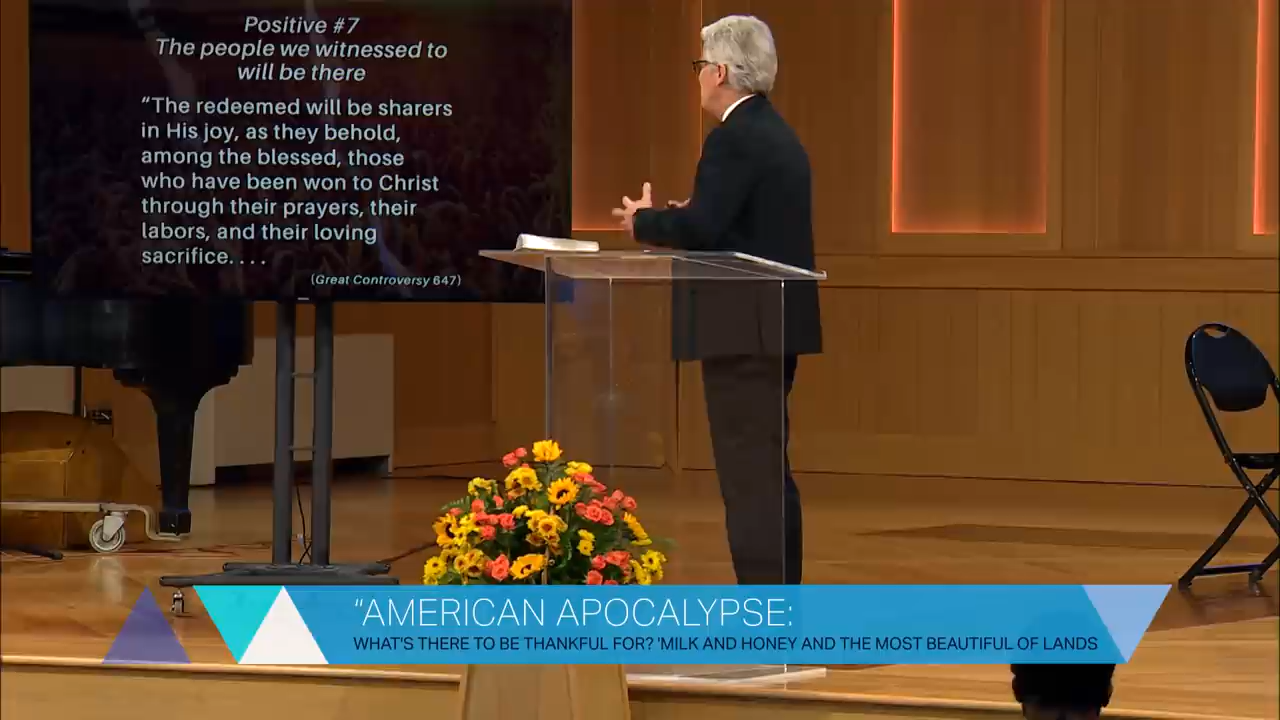 Positive #7
The people we witnessed to
will be there
“The redeemed will be sharers
in His joy, as they behold,
among the blessed, those
who have been won to Christ
through their prayers, their
labors, and their loving
sacrifice. . . .
(Great Controversy 647)
“AMERICAN APOCALYPSE:
WHAT'S THERE TO BE THANKFUL FOR? 'MILK AND HONEY AND THE MOST BEAUTIFUL OF LANDS